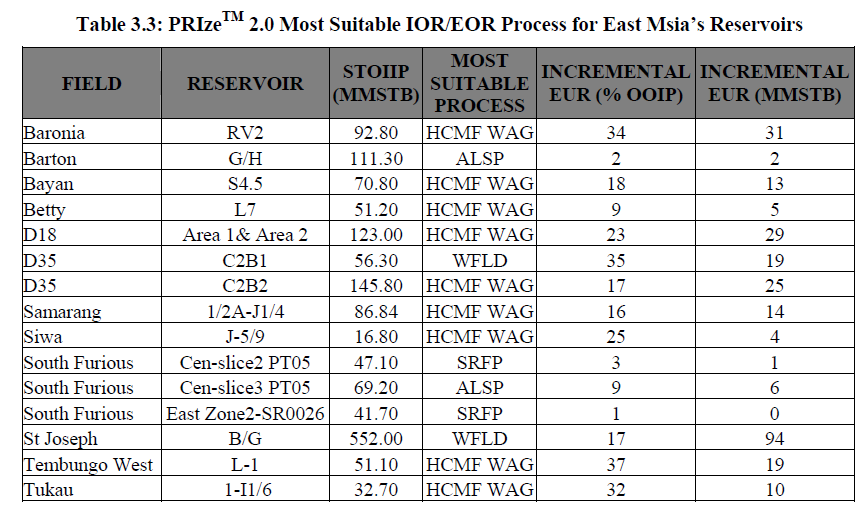 Table 3.3: PRIze™ 2.0 Most Suitable IOR/EOR Process for East Msia's Reservoirs
FIELD RESERVOIR STOIIP (MMSTB) MOST SUITABLE PROCESS INCREMENTAL EUR (% OOIP) INCREMENTAL EUR (MMSTB)
Baronia RV2 92.80 HCMF WAG 34 31
Barton G/H 111.30 ALSP 2 2
Bayan S4.5 70.80 HCMF WAG 18 13
Betty L7 51.20 HCMF WAG 9 5
D18 Area 1& Area 2 123.00 HCMF WAG 23 29
D35 C2B1 56.30 WFLD 35 19
D35 C2B2 145.80 HCMF WAG 17 25
Samarang 1/2A-J1/4 86.84 HCMF WAG 16 14
Siwa J-5/9 16.80 HCMF WAG 25 4
South Furious Cen-slice2 PT05 47.10 SRFP 3 1
South Furious Cen-slice3 PT05 69.20 ALSP 9 6
South Furious East Zone2-SR0026 41.70 SRFP 1 0
St Joseph B/G 552.00 WFLD 17 94
Tembungo West L-1 51.10 HCMF WAG 37 19
Tukau 1-I1/6 32.70 HCMF WAG 32 10